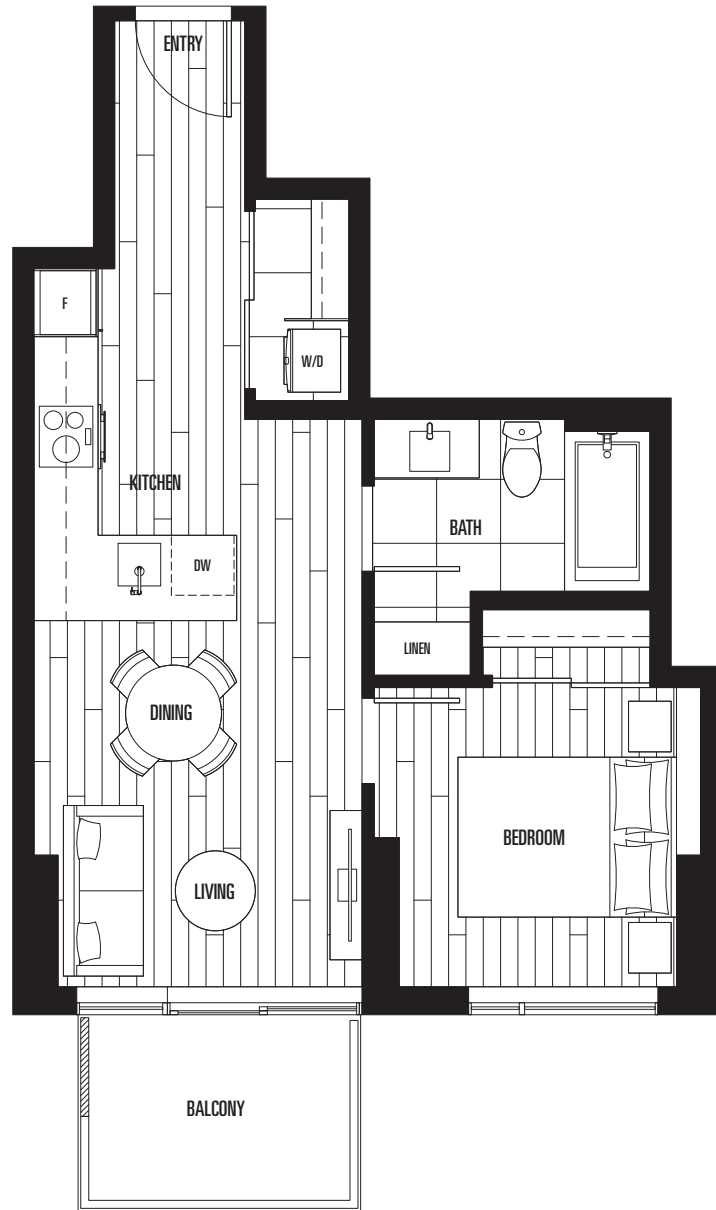 ENTRY
F
W/D
KITCHEN
BATH
DW
LINEN
DINING
BEDROOM
LIVING
BALCONY